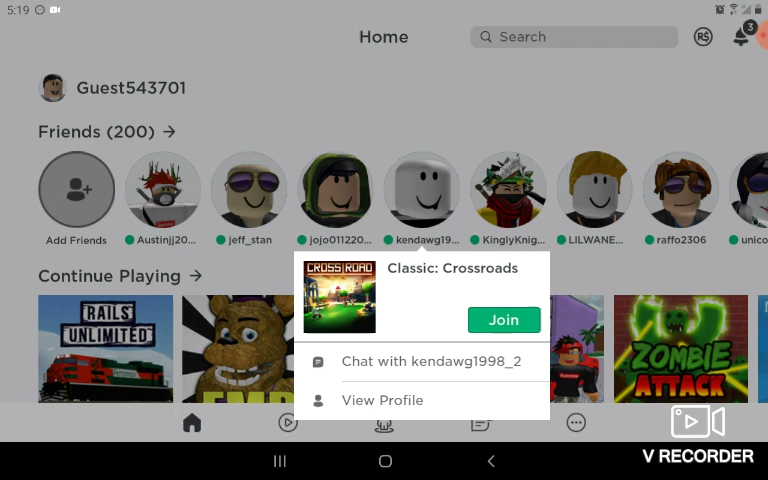 5:19
Home
Search
R$
3
Guest543701
Friends (200) →
Add Friends
Austinjj20...
jeff_stan
jojo011220...
kendawg19...
KinglyKnig...
LILWANE...
raffo2306
unico
Continue Playing →
CROSSROAD
Classic: Crossroads
Join
Chat with kendawg1998_2
View Profile
RAILS
UNLIMITED
ZOMBIE
ATTACK
V RECORDER